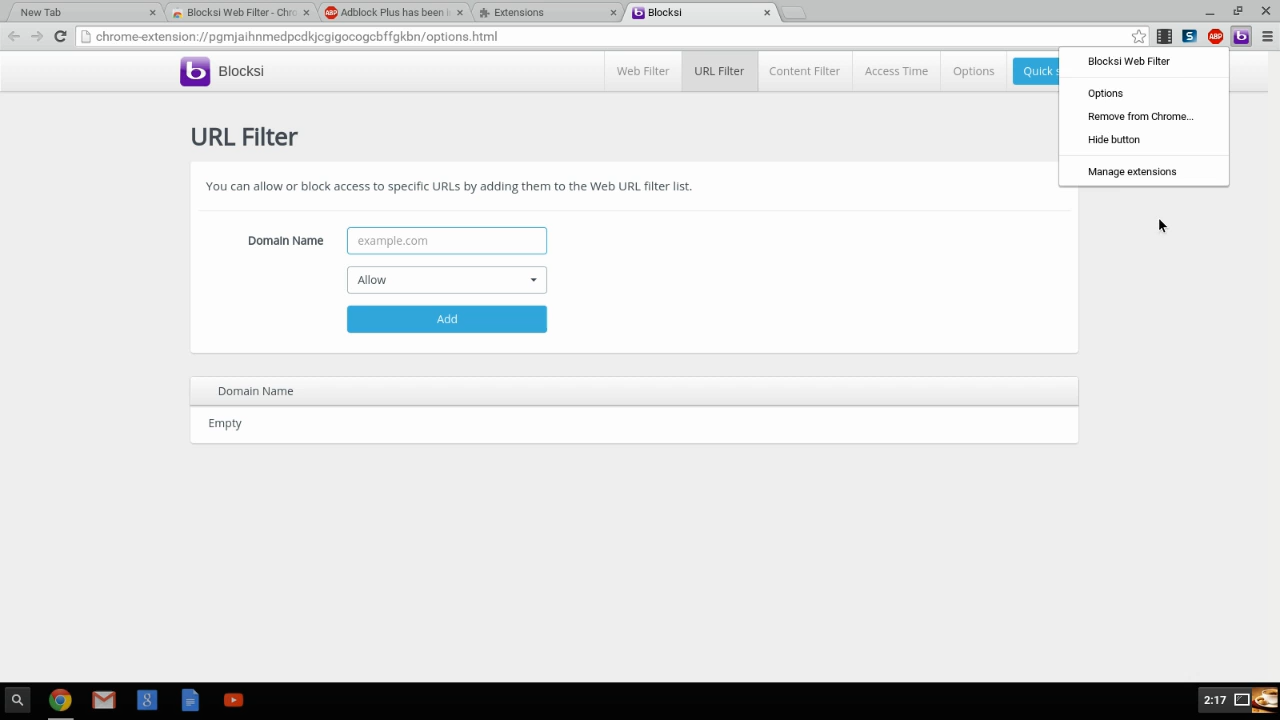 New Tab
Blocksi Web Filter - Chro
Adblock Plus has been i
Extensions
Blocksi
chrome-extension://pgmjaihnmedpcdkjcgigocogcbffgkbn/options.html
S
ABP
b
b
Blocksi
Web Filter
URL Filter
Content Filter
Access Time
Options
Quick s
Blocksi Web Filter
Options
Remove from Chrome...
Hide button
Manage extensions
URL Filter
You can allow or block access to specific URLs by adding them to the Web URL filter list.
Domain Name
example.com
Allow
Add
Domain Name
Empty
8
2:17